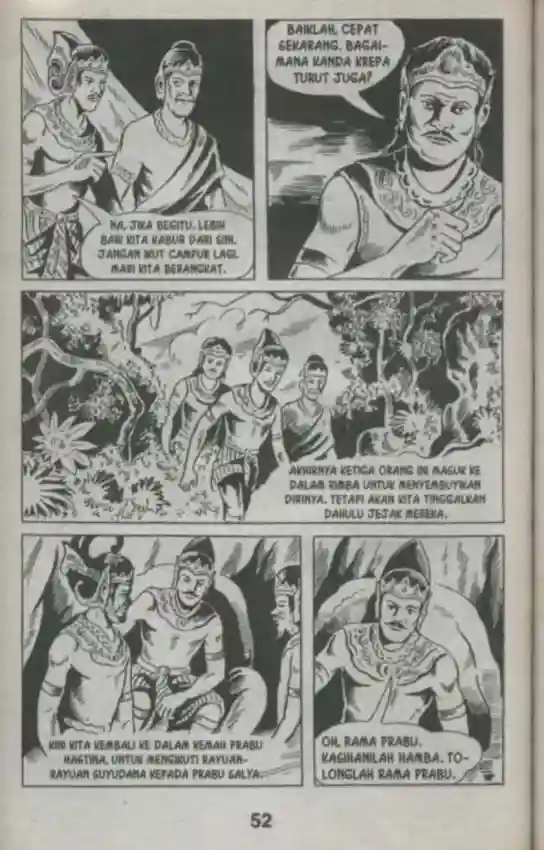 NA, JIKA BEGITU. LEBIH
BAIK KITA KABUR DARI SINI.
JANGAN IKUT CAMPUR LAGI.
MARI KITA BERANGKAT.
BAIKLAH, CEPAT
SEKARANG. BAGAI-
MANA KANDA KREPA
TURUT JUGA?
AKHIRNYA KETIGA ORANG INI MASUK KE
DALAM RIMBA UNTUK MENYEMBUYIKAN
DIRINYA. TETAPI AKAN KITA TINGGALKAN
DAHULU JEJAK MEREKA.
KINI KITA KEMBALI KE DALAM KEMAH PRABU
HASTINA. UNTUK MENGIKUTI RAYUAN-
RAYUAN SUYUDANA KEPADA PRABU SALYA.
OH, RAMA PRABU.
KASIHANILAH HAMBA. TO-
LONGLAH RAMA PRABU.
52